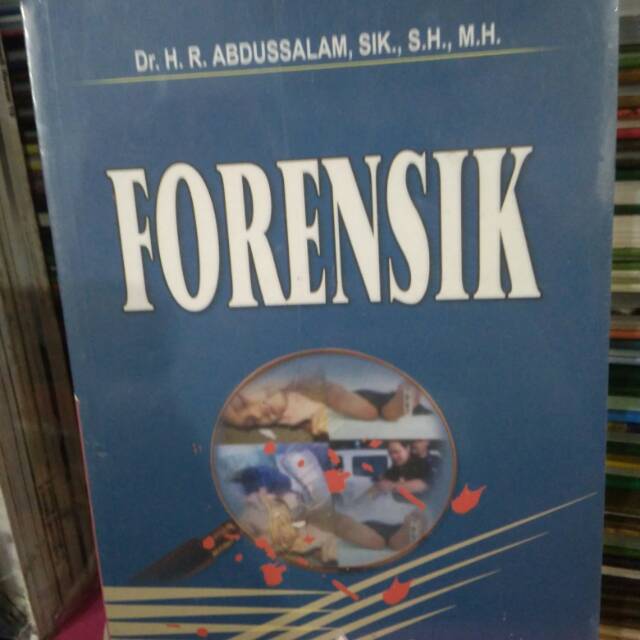 Dr. H. R. ABDUSSALAM, SIK., S.H., M.H.
FORENSIK